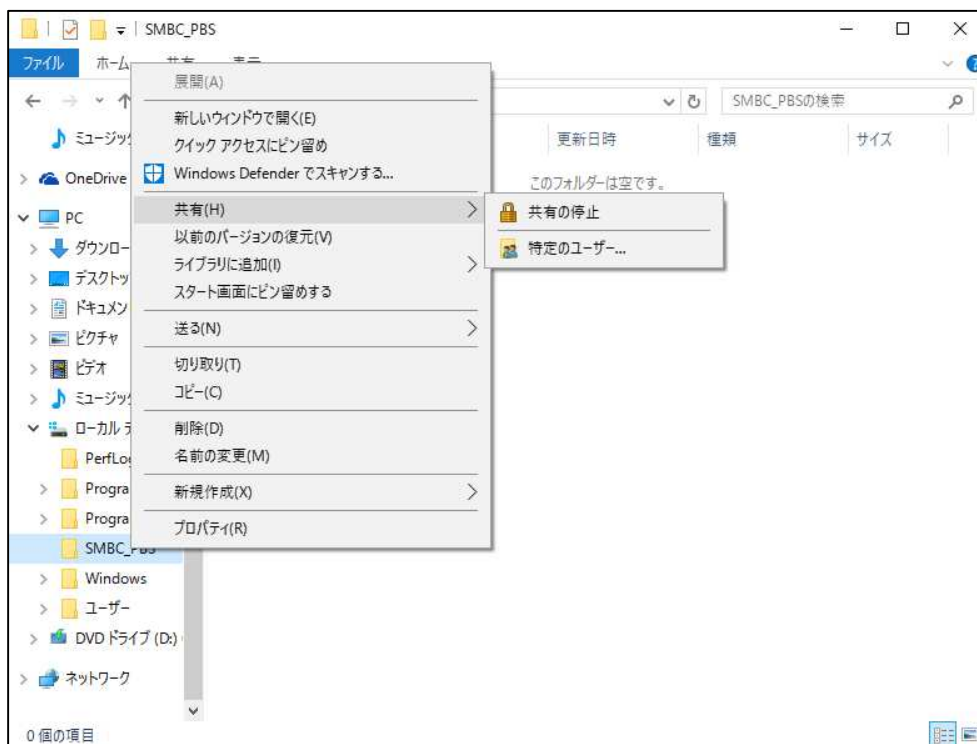 SMBC_PBS
ファイル ホーム 共有 表示
SMBC_PBSの検索
更新日時 種類 サイズ
このフォルダーは空です。
ミュージッ
OneDrive
PC
ダウンロー
デスクトッ
ドキュメン
ピクチャ
ビデオ
ミュージッ
ローカル デ
PerfLo
Progra
Progra
SMBC_PBS
Windows
ユーザー
DVD ドライブ (D:)
ネットワーク
展開(A)
新しいウィンドウで開く(E)
クイック アクセスにピン留め
Windows Defender でスキャンする...
共有(H)
以前のバージョンの復元(V)
ライブラリに追加(I)
スタート画面にピン留めする
送る(N)
切り取り(T)
コピー(C)
削除(D)
名前の変更(M)
新規作成(X)
プロパティ(R)
共有の停止
特定のユーザー...
0 個の項目